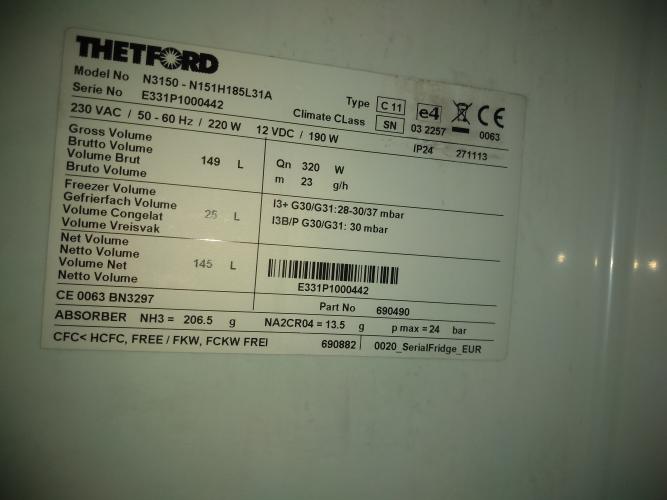 THETFORD
Model No N3150 - N151H185L31A
Serie No E331P1000442
Type C 11
Climate CLass SN
e4
03 2257
CE
0063
230 VAC / 50 - 60 Hz / 220 W 12 VDC / 190 W IP24 271113
Gross Volume
Brutto Volume
Volume Brut
Bruto Volume
149 L
Qn 320 W
m 23 g/h
Freezer Volume
Gefrierfach Volume
Volume Congelat
Volume Vreisvak
25 L
I3+ G30/G31:28-30/37 mbar
I3B/P G30/G31: 30 mbar
Net Volume
Netto Volume
Volume Net
Netto Volume
145 L
E331P1000442
CE 0063 BN3297
Part No 690490
ABSORBER NH3 = 206.5 g NA2CR04 = 13.5 g p max = 24 bar
CFC< HCFC, FREE / FKW, FCKW FREI 690882 0020_SerialFridge_EUR